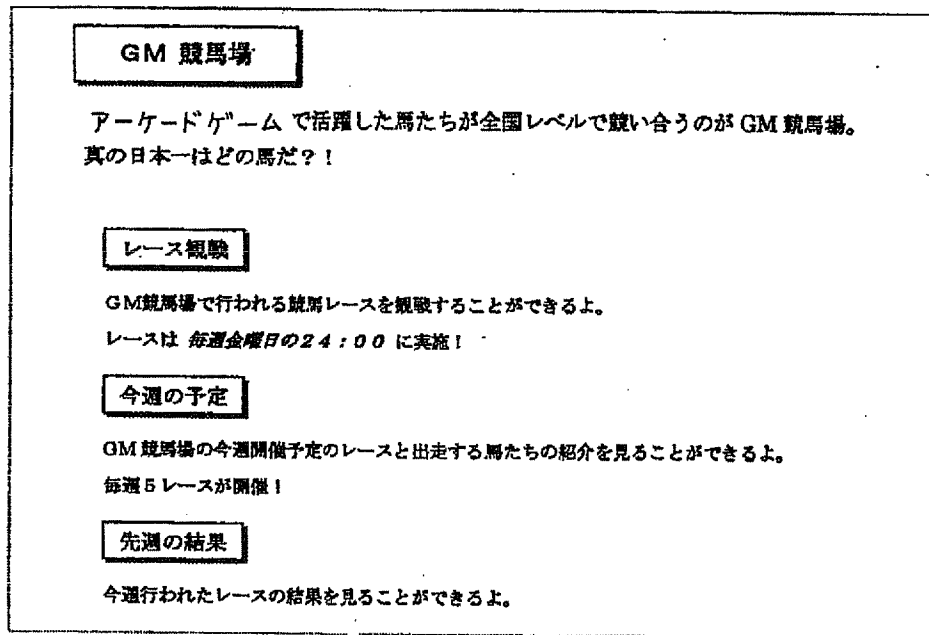 GM 競馬場
アーケードゲーム で活躍した馬たちが全国レベルで競い合うのが GM 競馬場。
真の日本一はどの馬だ？！
レース観戦
GM競馬場で行われる競馬レースを観戦することができるよ。
レースは 毎週金曜日の24：00 に実施！
今週の予定
GM 競馬場の今週開催予定のレースと出走する馬たちの紹介を見ることができるよ。
毎週5レースが開催！
先週の結果
今週行われたレースの結果を見ることができるよ。